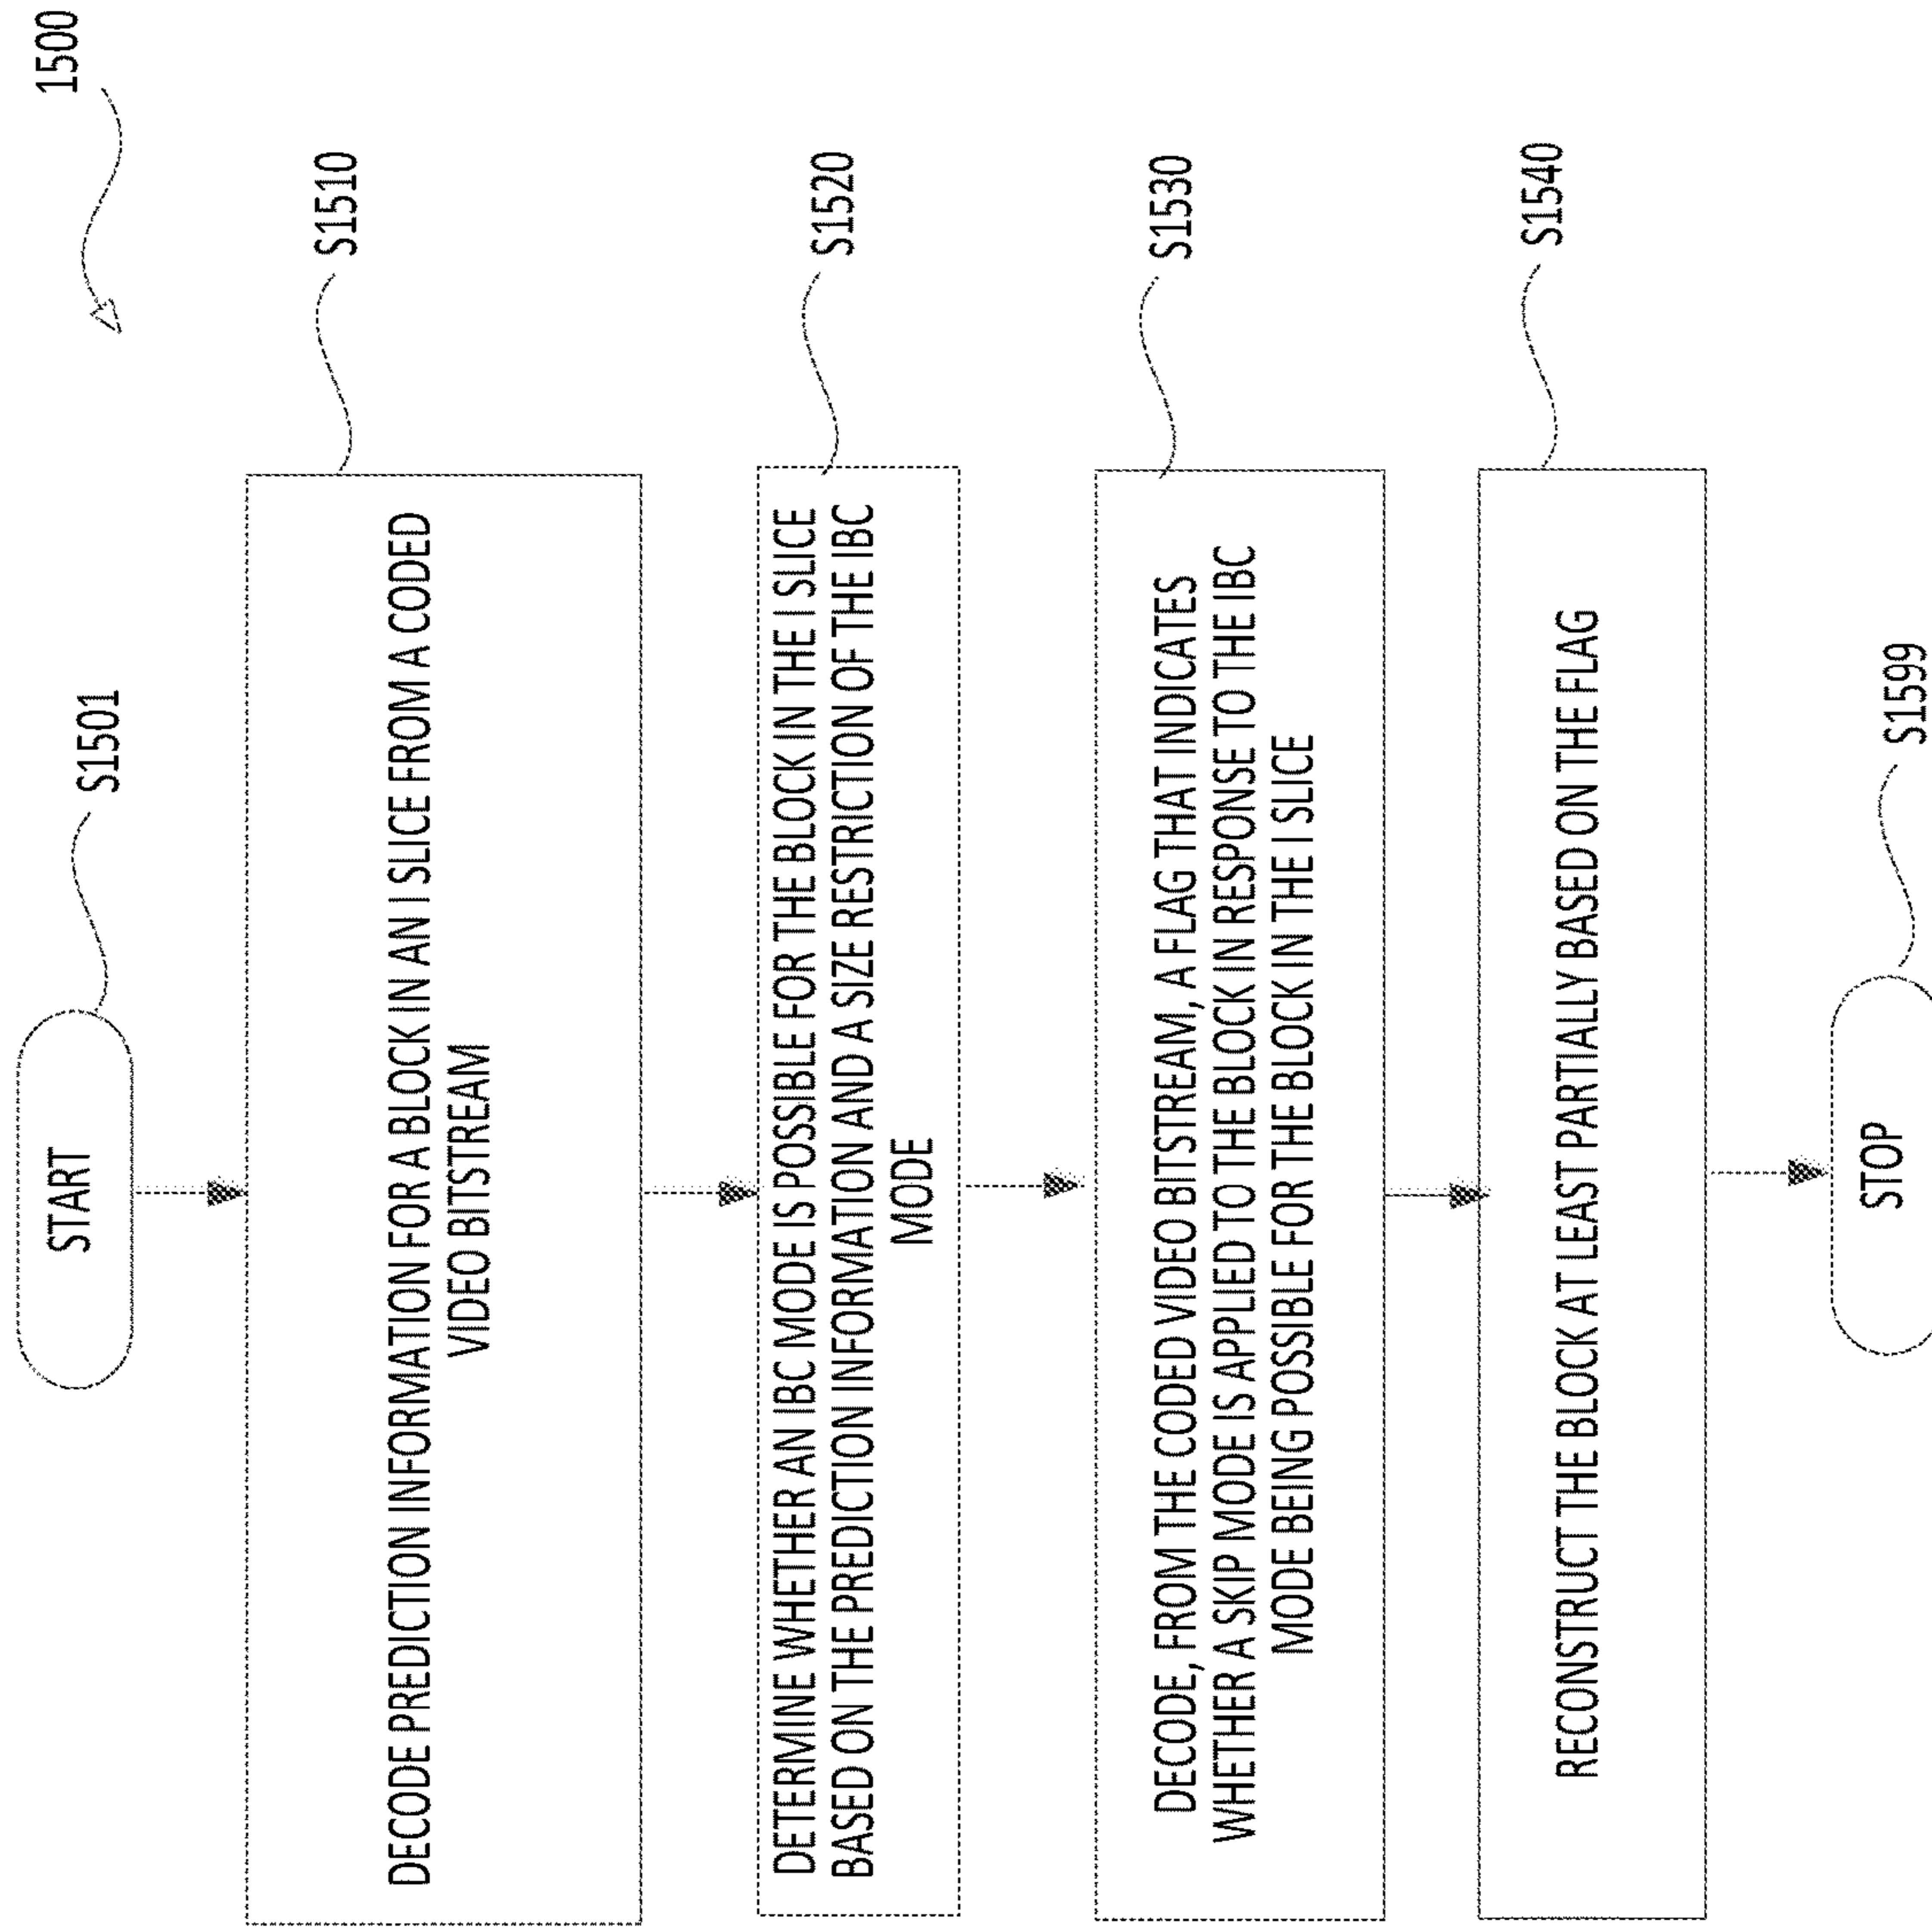 1500
START
S1501
DECODE PREDICTION INFORMATION FOR A BLOCK IN AN I SLICE FROM A CODED
VIDEO BITSTREAM
S1510
DETERMINE WHETHER AN IBC MODE IS POSSIBLE FOR THE BLOCK IN THE I SLICE
BASED ON THE PREDICTION INFORMATION AND A SIZE RESTRICTION OF THE IBC
MODE
S1520
DECODE, FROM THE CODED VIDEO BITSTREAM, A FLAG THAT INDICATES
WHETHER A SKIP MODE IS APPLIED TO THE BLOCK IN RESPONSE TO THE IBC
MODE BEING POSSIBLE FOR THE BLOCK IN THE I SLICE
S1530
RECONSTRUCT THE BLOCK AT LEAST PARTIALLY BASED ON THE FLAG
S1540
STOP
S1599